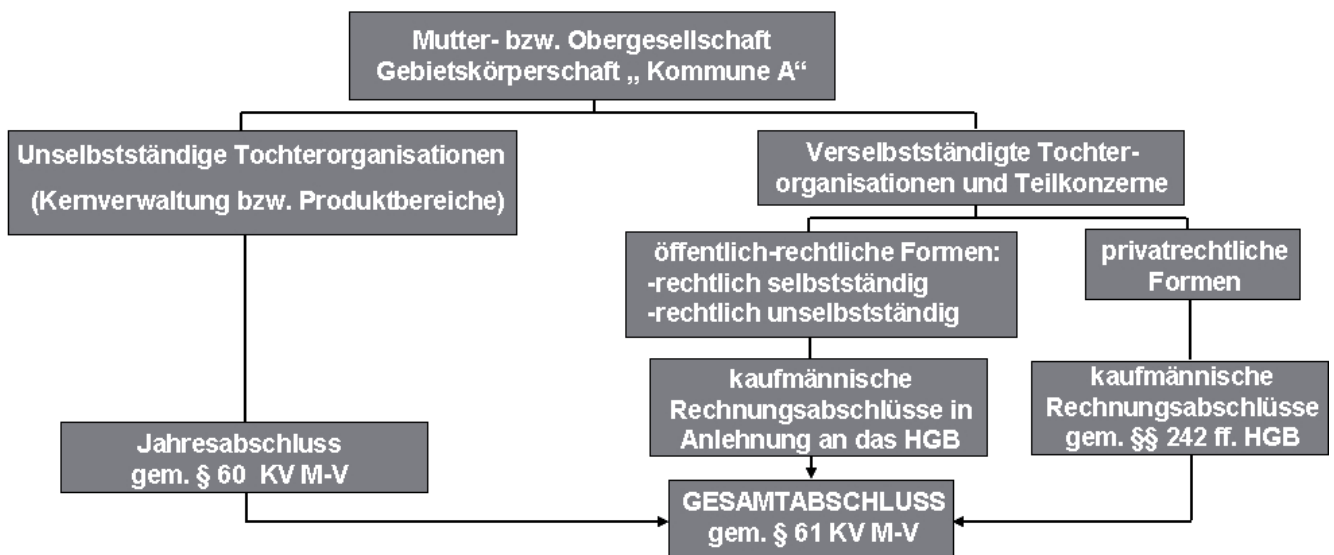 Mutter- bzw. Obergesellschaft
Gebietskörperschaft „ Kommune A“
Unselbstständige Tochterorganisationen
(Kernverwaltung bzw. Produktbereiche)
Verselbstständigte Tochter-
organisationen und Teilkonzerne
öffentlich-rechtliche Formen:
-rechtlich selbstständig
-rechtlich unselbstständig
privatrechtliche
Formen
kaufmännische
Rechnungsabschlüsse in
Anlehnung an das HGB
kaufmännische
Rechnungsabschlüsse
gem. §§ 242 ff. HGB
Jahresabschluss
gem. § 60 KV M-V
GESAMTABSCHLUSS
gem. § 61 KV M-V